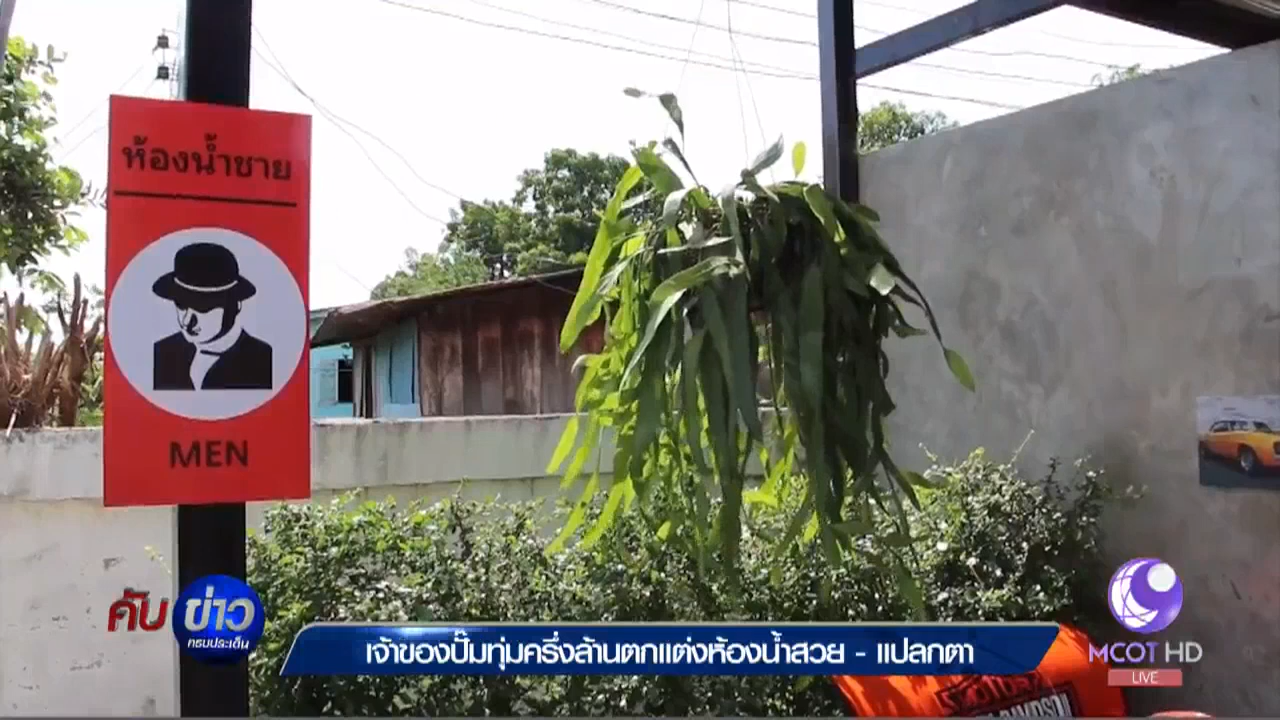 ห้องน้ำชาย
MEN
คับ
ข่าว
ครบประเด็น
เจ้าของปั๊มทุ่มครึ่งล้านตกแต่งห้องน้ำสวย - แปลกตา
MCOT HD
LIVE